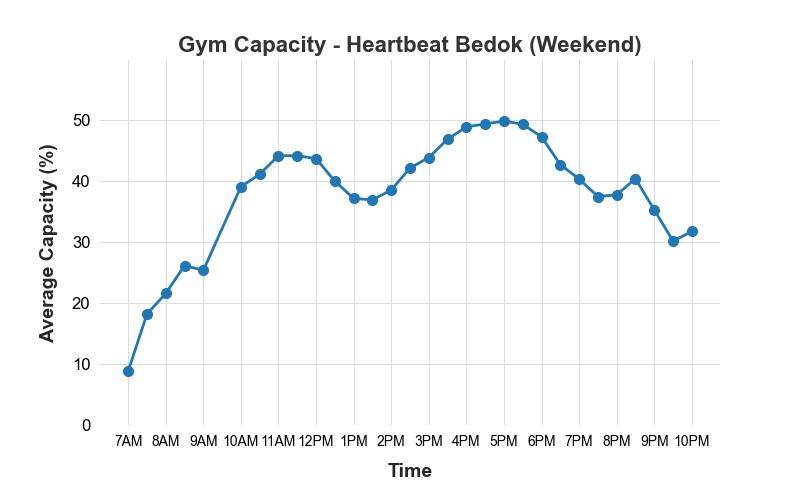 Gym Capacity - Heartbeat Bedok (Weekend)
Average Capacity (%)
50
40
30
20
10
0
7AM 8AM 9AM 10AM 11AM 12PM 1PM 2PM 3PM 4PM 5PM 6PM 7PM 8PM 9PM 10PM
Time